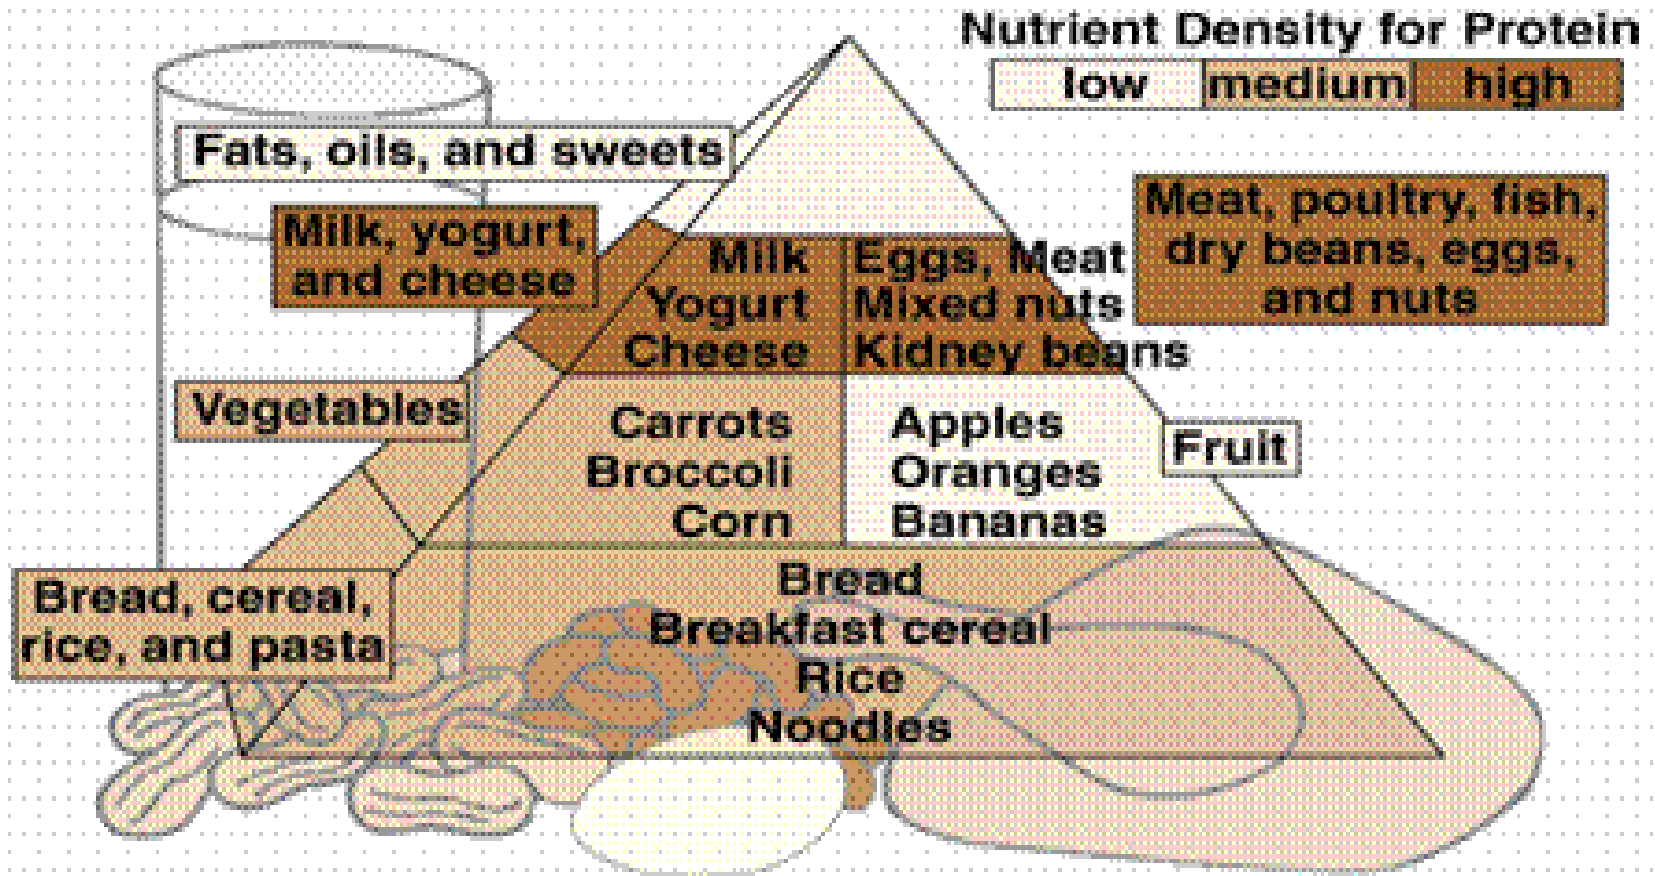 Nutrient Density for Protein
low medium high
Fats, oils, and sweets
Milk, yogurt,
and cheese
Meat, poultry, fish,
dry beans, eggs,
and nuts
Milk
Yogurt
Cheese
Eggs, Meat
Mixed nuts
Kidney beans
Vegetables
Carrots
Broccoli
Corn
Apples
Oranges
Bananas
Fruit
Bread, cereal,
rice, and pasta
Bread
Breakfast cereal
Rice
Noodles